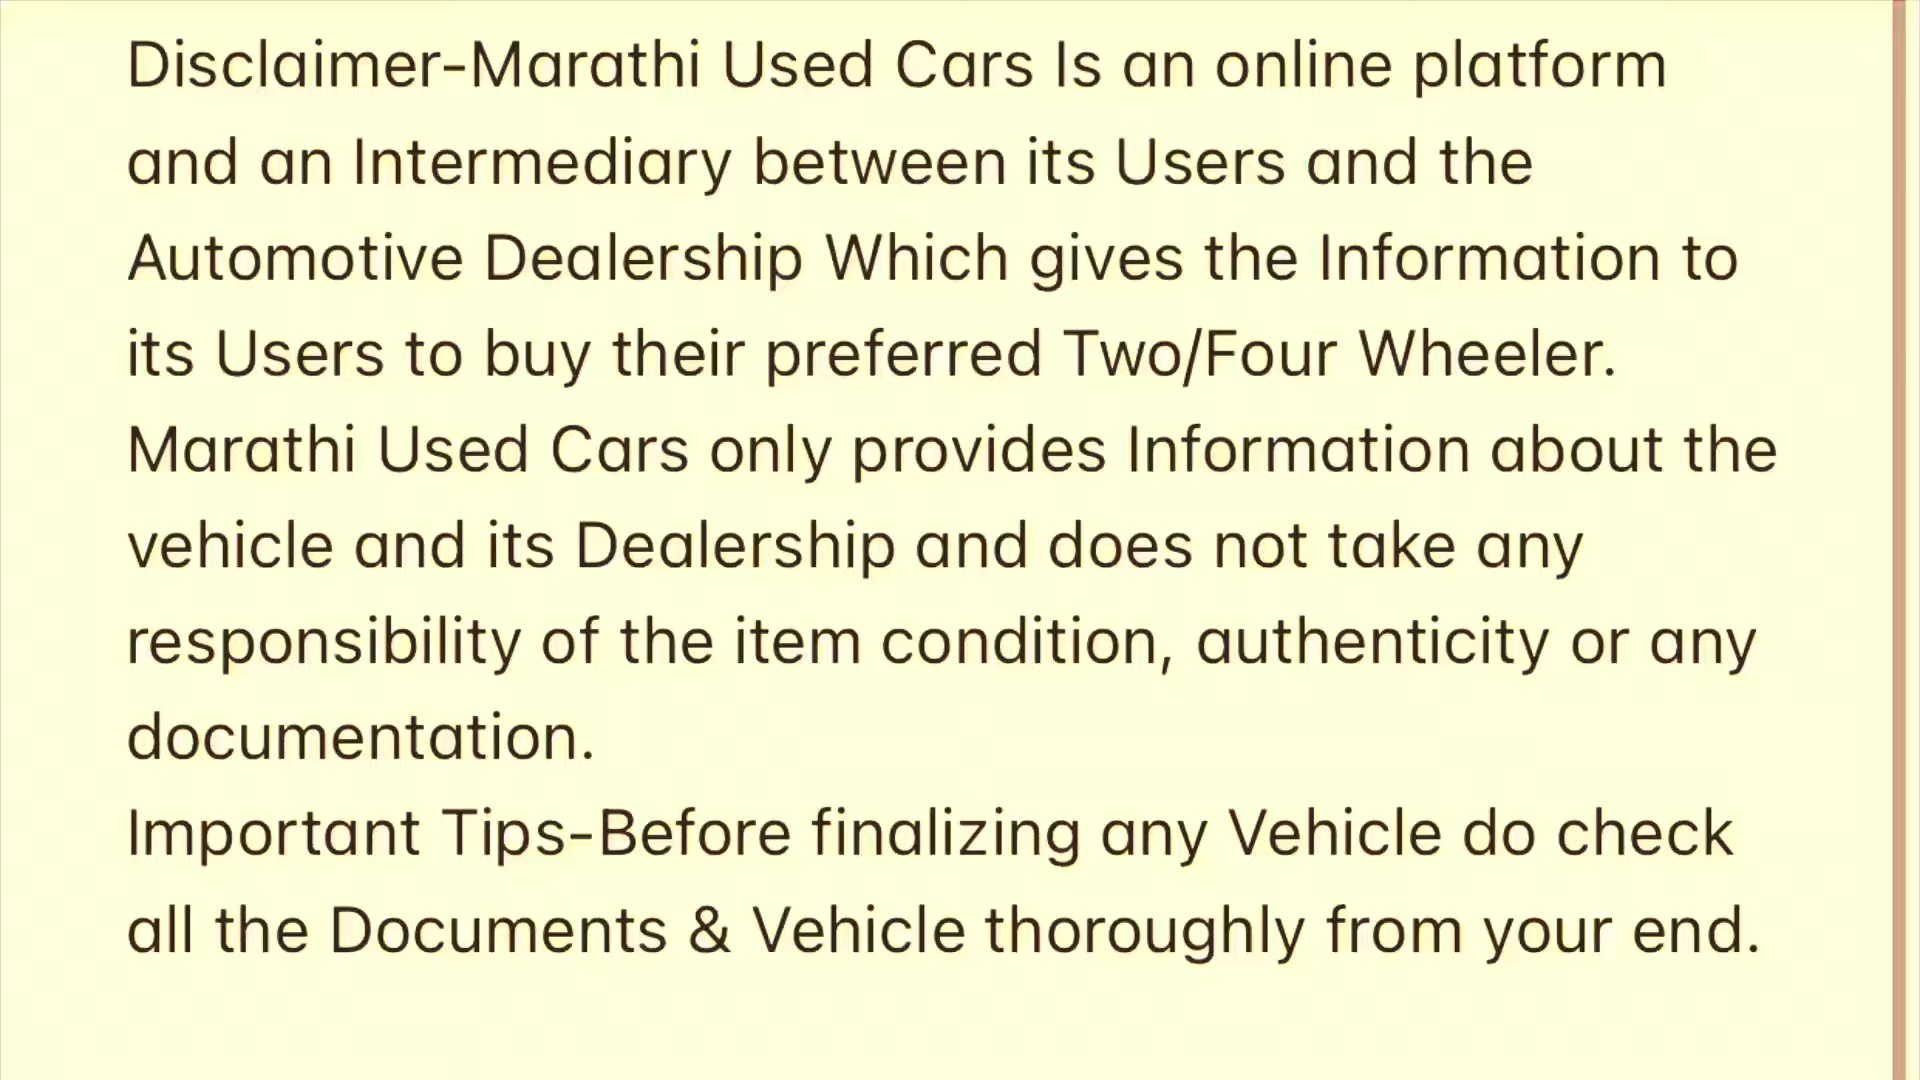 Disclaimer-Marathi Used Cars Is an online platform
and an Intermediary between its Users and the
Automotive Dealership Which gives the Information to
its Users to buy their preferred Two/Four Wheeler.
Marathi Used Cars only provides Information about the
vehicle and its Dealership and does not take any
responsibility of the item condition, authenticity or any
documentation.
Important Tips-Before finalizing any Vehicle do check
all the Documents & Vehicle thoroughly from your end.